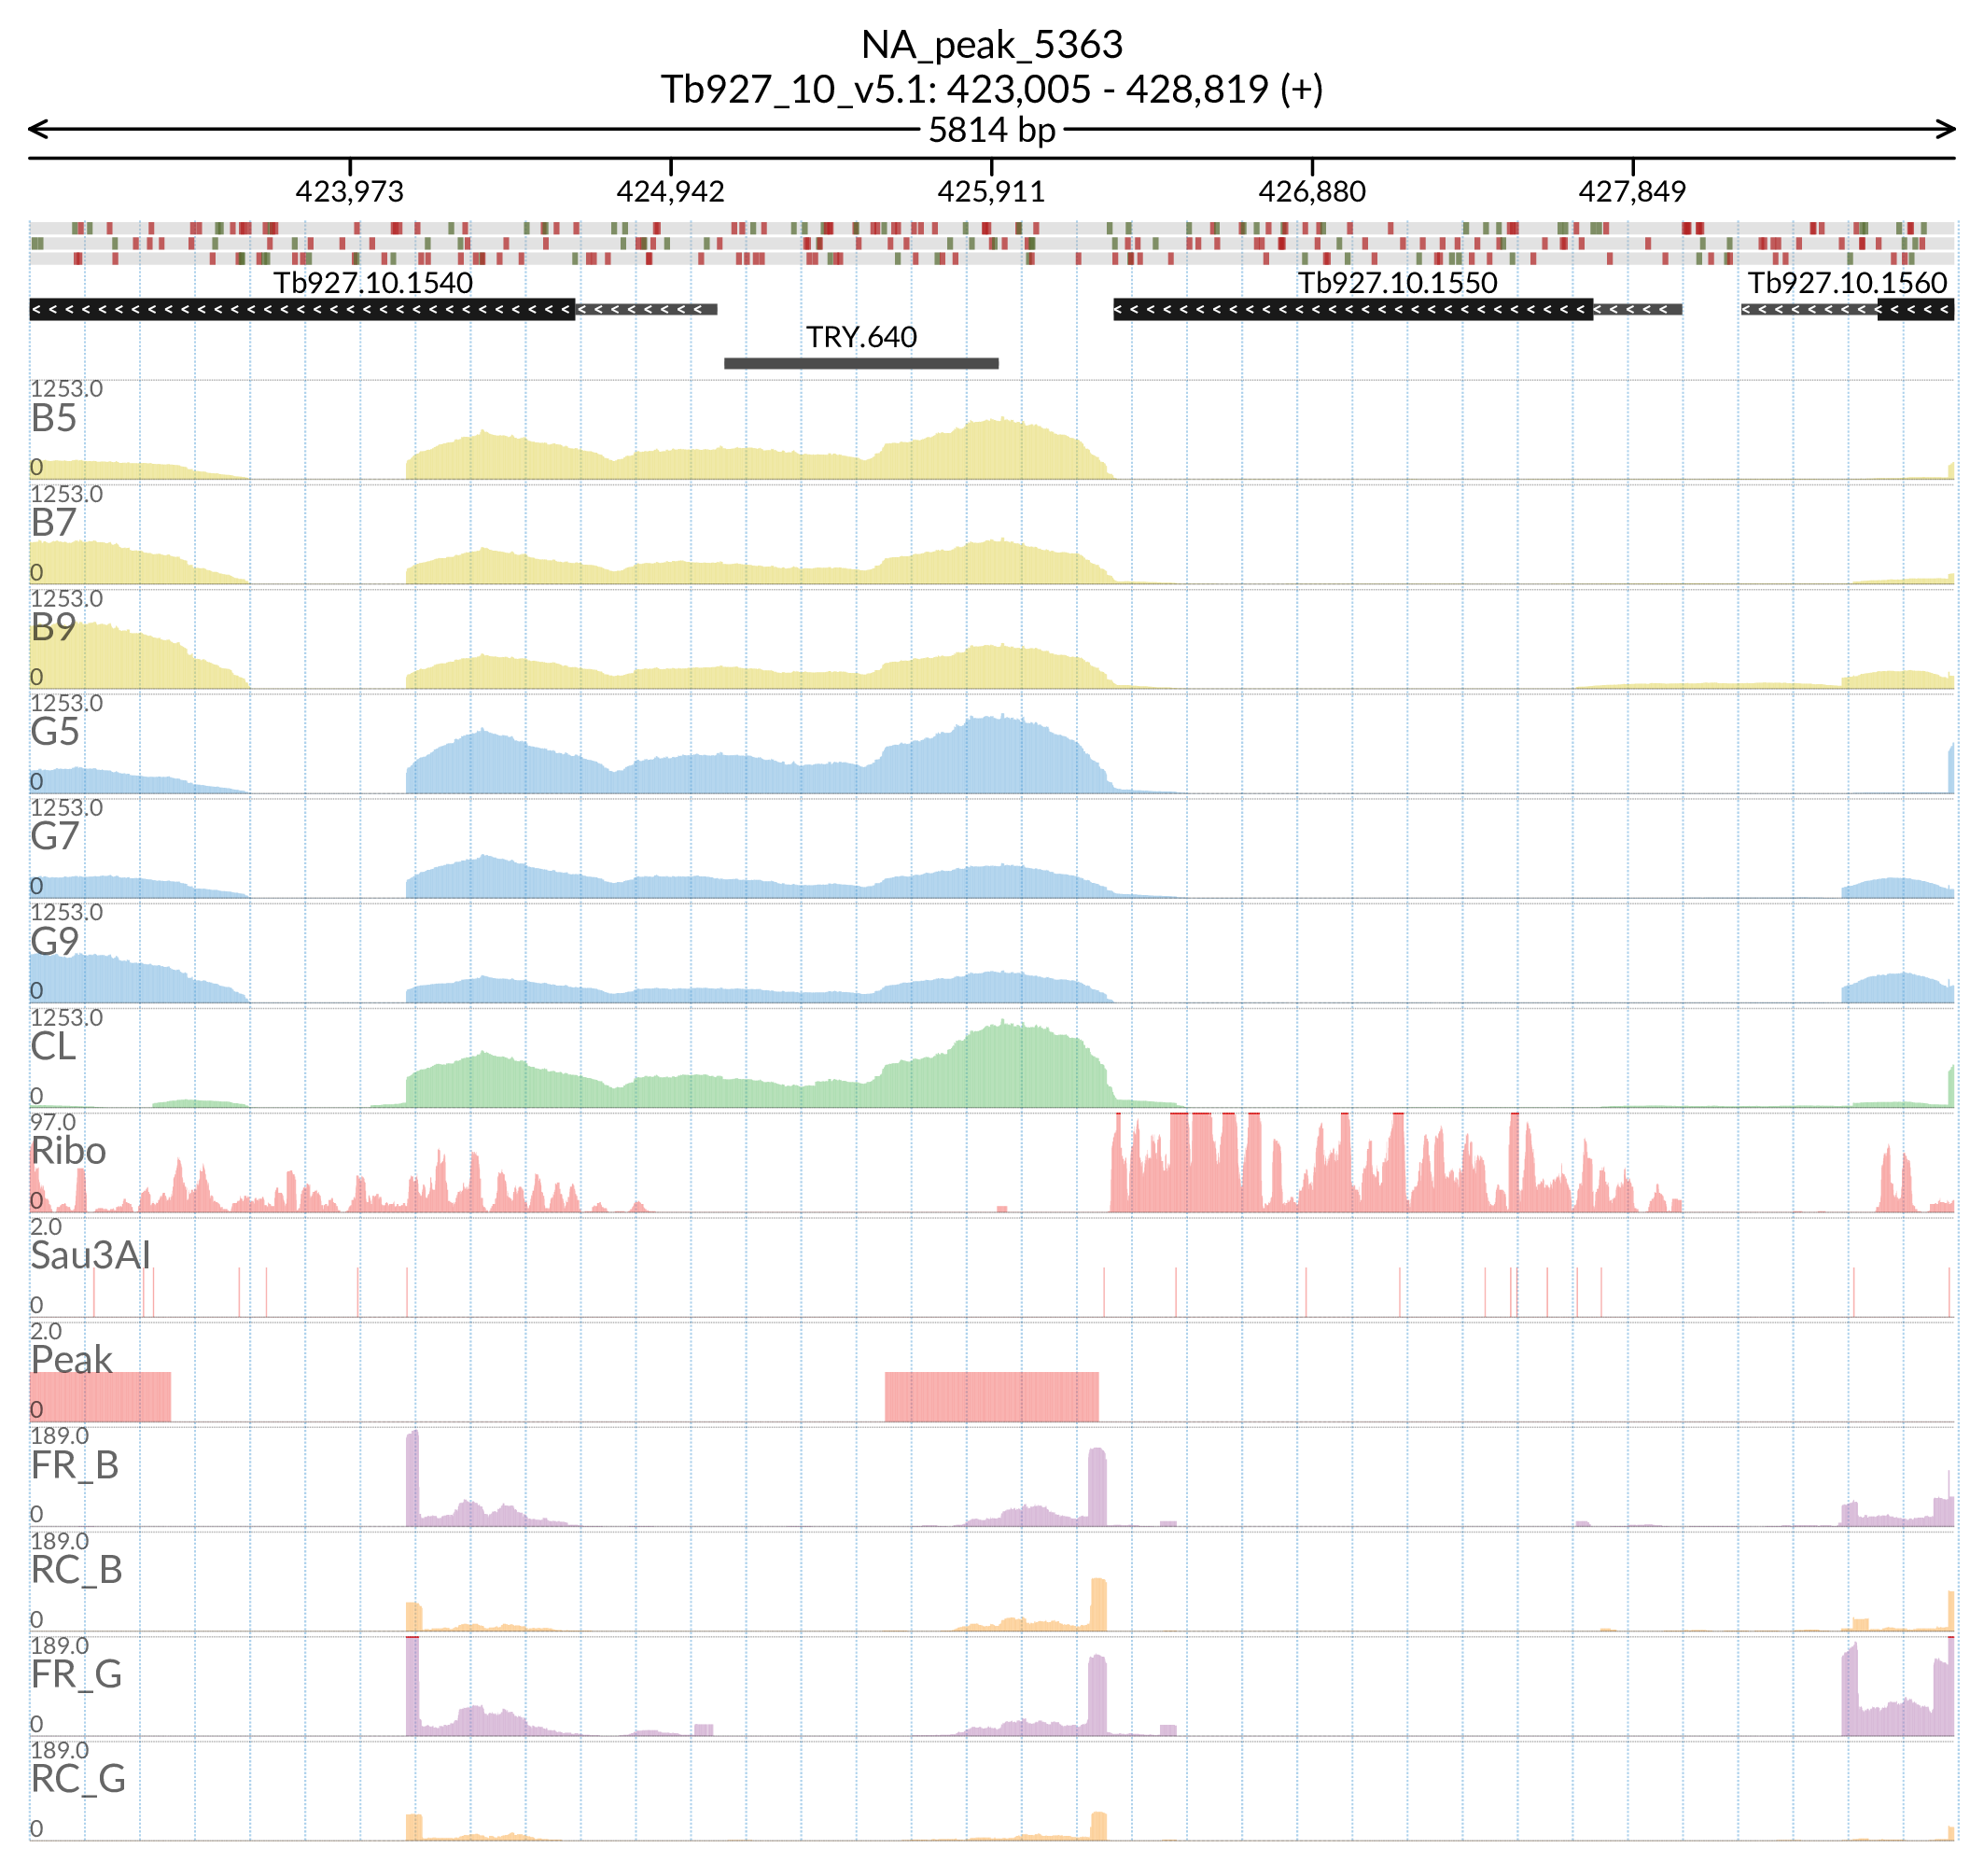 NA_peak_5363
Tb927_10_v5.1: 423,005 - 428,819 (+)
5814 bp
423,973 424,942 425,911 426,880 427,849
Tb927.10.1540 Tb927.10.1550 Tb927.10.1560
TRY.640
1253.0
B5
0
1253.0
B7
0
1253.0
B9
0
1253.0
G5
0
1253.0
G7
0
1253.0
G9
0
1253.0
CL
0
97.0
Ribo
0
2.0
Sau3AI
0
2.0
Peak
0
189.0
FR_B
0
189.0
RC_B
0
189.0
FR_G
0
189.0
RC_G
0